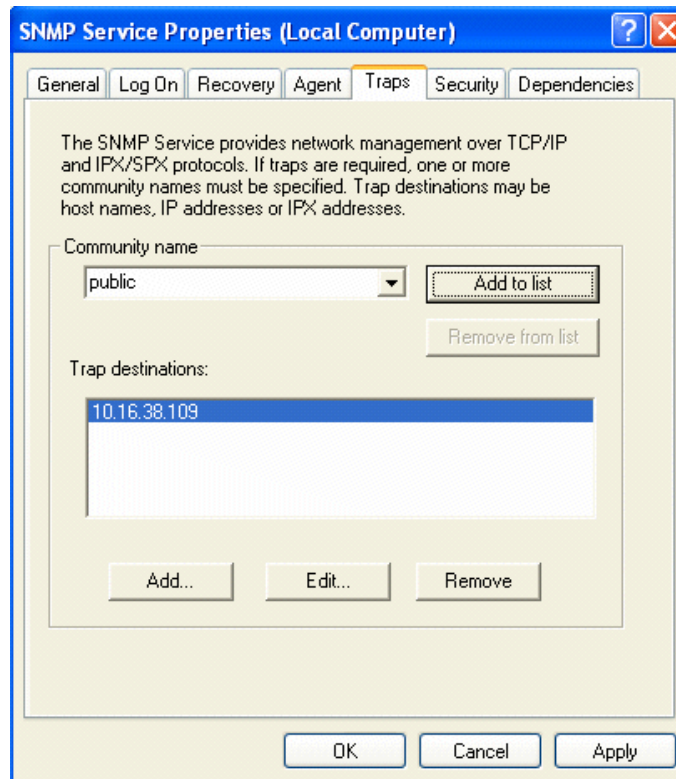 SNMP Service Properties (Local Computer)
General Log On Recovery Agent Traps Security Dependencies
The SNMP Service provides network management over TCP/IP
and IPX/SPX protocols. If traps are required, one or more
community names must be specified. Trap destinations may be
host names, IP addresses or IPX addresses.
Community name
public
Add to list
Remove from list
Trap destinations:
10.16.38.109
Add... Edit... Remove
OK Cancel Apply